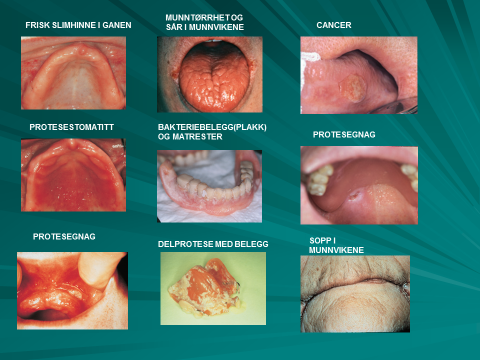 FRISK SLIMHINNE I GANEN
MUNNTØRRHET OG
SÅR I MUNNVIKENE
CANCER
PROTESESTOMATITT
BAKTERIEBELEGG(PLAKK)
OG MATRESTER
PROTESEGNAG
PROTESEGNAG
DELPROTESE MED BELEGG
SOPP I
MUNNVIKENE